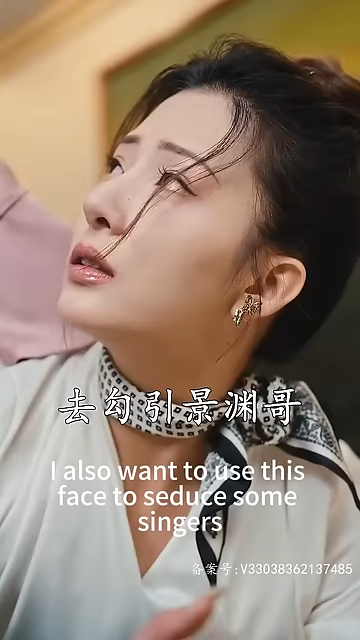 去勾引景渊哥
I also want to use this
face to seduce some
singers
备案号:V33038362137485